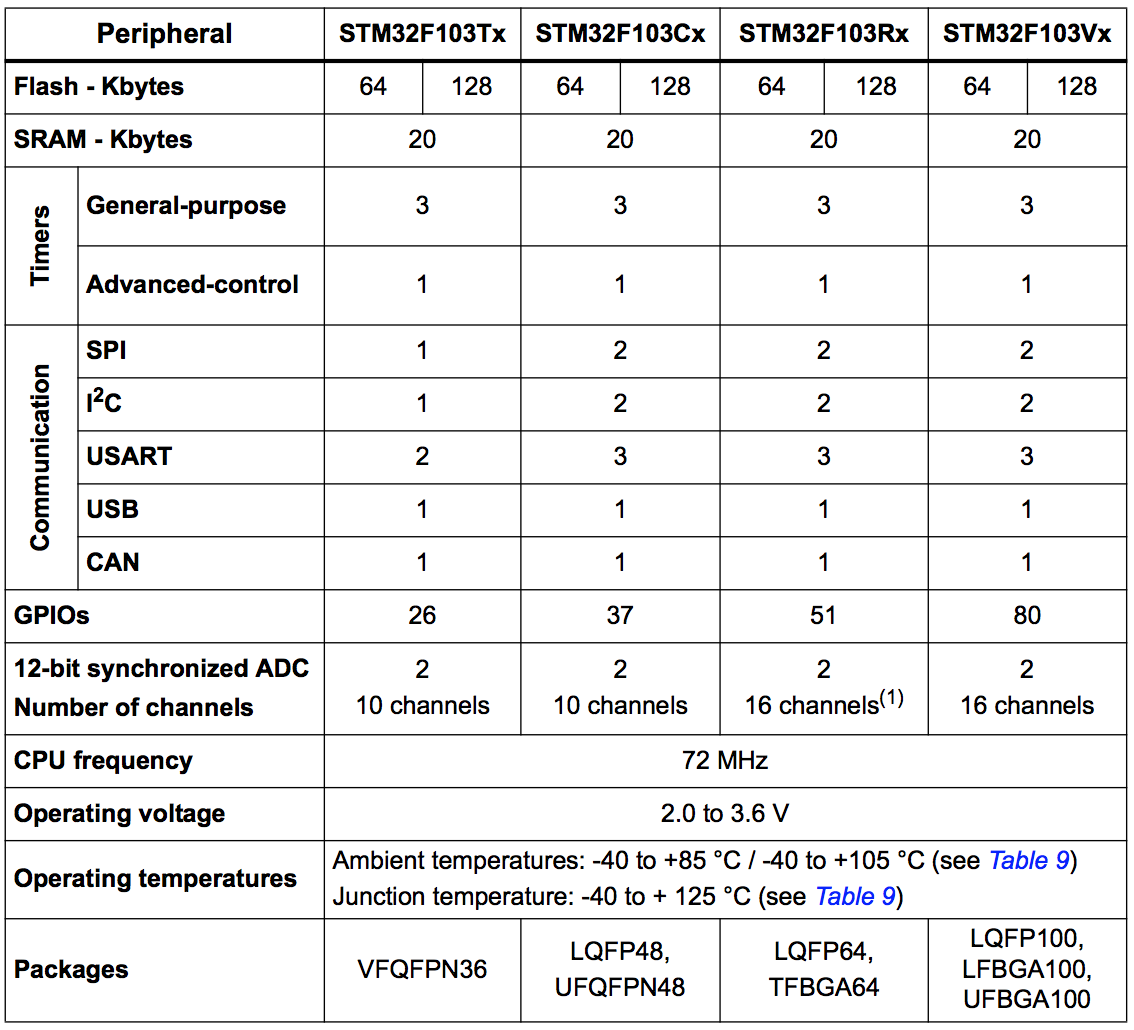 Peripheral STM32F103Tx STM32F103Cx STM32F103Rx STM32F103Vx
Flash - Kbytes 64 128 64 128 64 128 64 128
SRAM - Kbytes 20 20 20 20
Timers
General-purpose 3 3 3 3
Advanced-control 1 1 1 1
Communication
SPI 1 2 2 2
I²C 1 2 2 2
USART 2 3 3 3
USB 1 1 1 1
CAN 1 1 1 1
GPIOs 26 37 51 80
12-bit synchronized ADC 2 2 2 2
Number of channels 10 channels 10 channels 16 channels(1) 16 channels
CPU frequency 72 MHz
Operating voltage 2.0 to 3.6 V
Operating temperatures
Ambient temperatures: -40 to +85 °C / -40 to +105 °C (see Table 9)
Junction temperature: -40 to + 125 °C (see Table 9)
Packages
VFQFPN36
LQFP48,
UFQFPN48
LQFP64,
TFBGA64
LQFP100,
LFBGA100,
UFBGA100